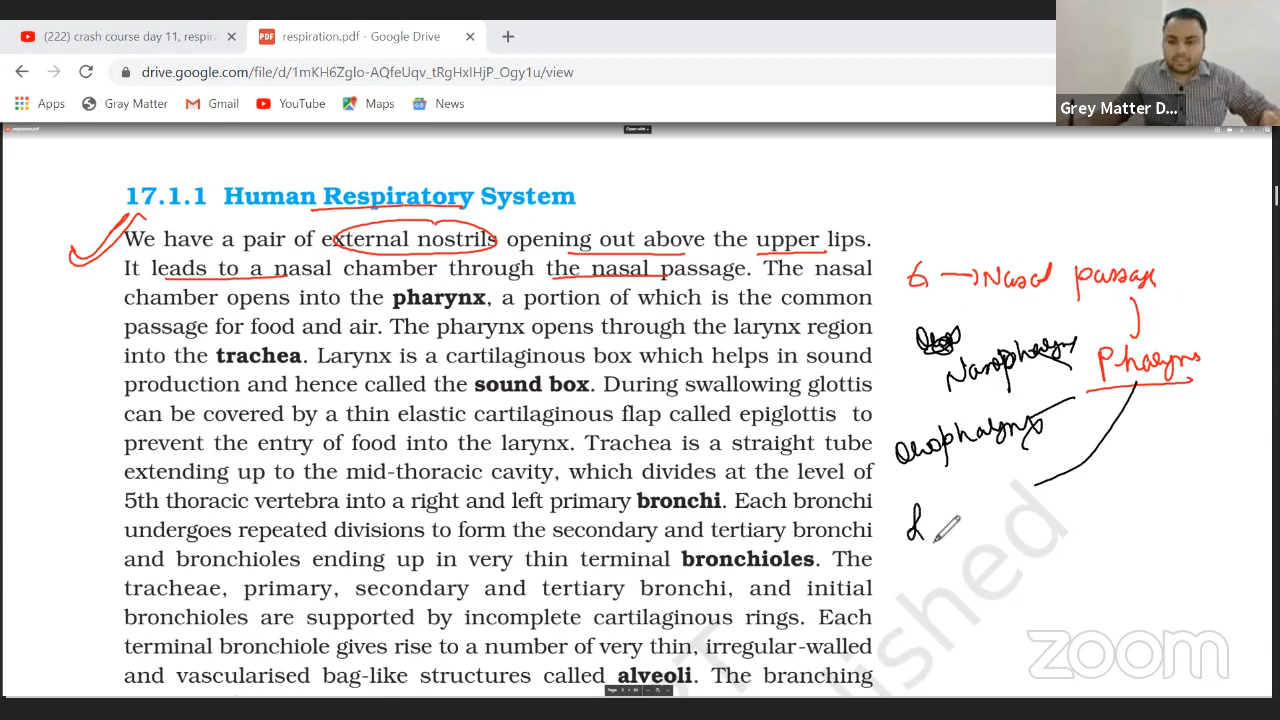 (222) crash course day 11, respir
respiration.pdf - Google Drive
drive.google.com/file/d/1mKH6Zglo-AQfeUqv_tRgHxIHjP_Ogy1u/view
Apps Gray Matter Gmail YouTube Maps News
Grey Matter D...
respiration.pdf
Open with
17.1.1 Human Respiratory System
We have a pair of external nostrils opening out above the upper lips.
It leads to a nasal chamber through the nasal passage. The nasal
chamber opens into the pharynx, a portion of which is the common
passage for food and air. The pharynx opens through the larynx region
into the trachea. Larynx is a cartilaginous box which helps in sound
production and hence called the sound box. During swallowing glottis
can be covered by a thin elastic cartilaginous flap called epiglottis to
prevent the entry of food into the larynx. Trachea is a straight tube
extending up to the mid-thoracic cavity, which divides at the level of
5th thoracic vertebra into a right and left primary bronchi. Each bronchi
undergoes repeated divisions to form the secondary and tertiary bronchi
and bronchioles ending up in very thin terminal bronchioles. The
tracheae, primary, secondary and tertiary bronchi, and initial
bronchioles are supported by incomplete cartilaginous rings. Each
terminal bronchiole gives rise to a number of very thin, irregular-walled
and vascularised bag-like structures called alveoli. The branching
→ Nasal passage
Pharynx
Nasopharynx
Oropharynx
L
shed
zoom
Page 3 /